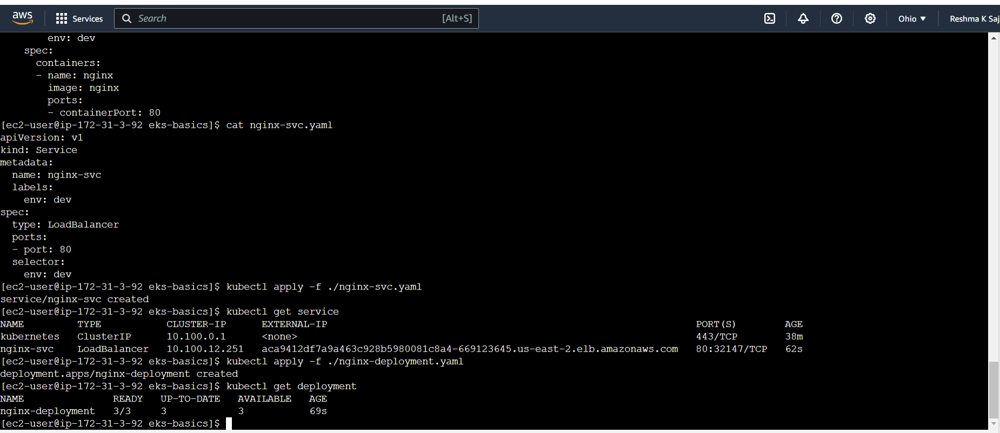 aws Services Search [Alt+S] Ohio Reshma K Saj
        env: dev
    spec:
      containers:
      - name: nginx
        image: nginx
        ports:
        - containerPort: 80
[ec2-user@ip-172-31-3-92 eks-basics]$ cat nginx-svc.yaml
apiVersion: v1
kind: Service
metadata:
  name: nginx-svc
  labels:
    env: dev
spec:
  type: LoadBalancer
  ports:
  - port: 80
  selector:
    env: dev
[ec2-user@ip-172-31-3-92 eks-basics]$ kubectl apply -f ./nginx-svc.yaml
service/nginx-svc created
[ec2-user@ip-172-31-3-92 eks-basics]$ kubectl get service
NAME         TYPE           CLUSTER-IP      EXTERNAL-IP                                                              PORT(S)        AGE
kubernetes   ClusterIP      10.100.0.1      <none>                                                                   443/TCP        38m
nginx-svc    LoadBalancer   10.100.12.251   aca9412df7a9a463c928b5980081c8a4-669123645.us-east-2.elb.amazonaws.com   80:32147/TCP   62s
[ec2-user@ip-172-31-3-92 eks-basics]$ kubectl apply -f ./nginx-deployment.yaml
deployment.apps/nginx-deployment created
[ec2-user@ip-172-31-3-92 eks-basics]$ kubectl get deployment
NAME               READY   UP-TO-DATE   AVAILABLE   AGE
nginx-deployment   3/3     3            3           69s
[ec2-user@ip-172-31-3-92 eks-basics]$